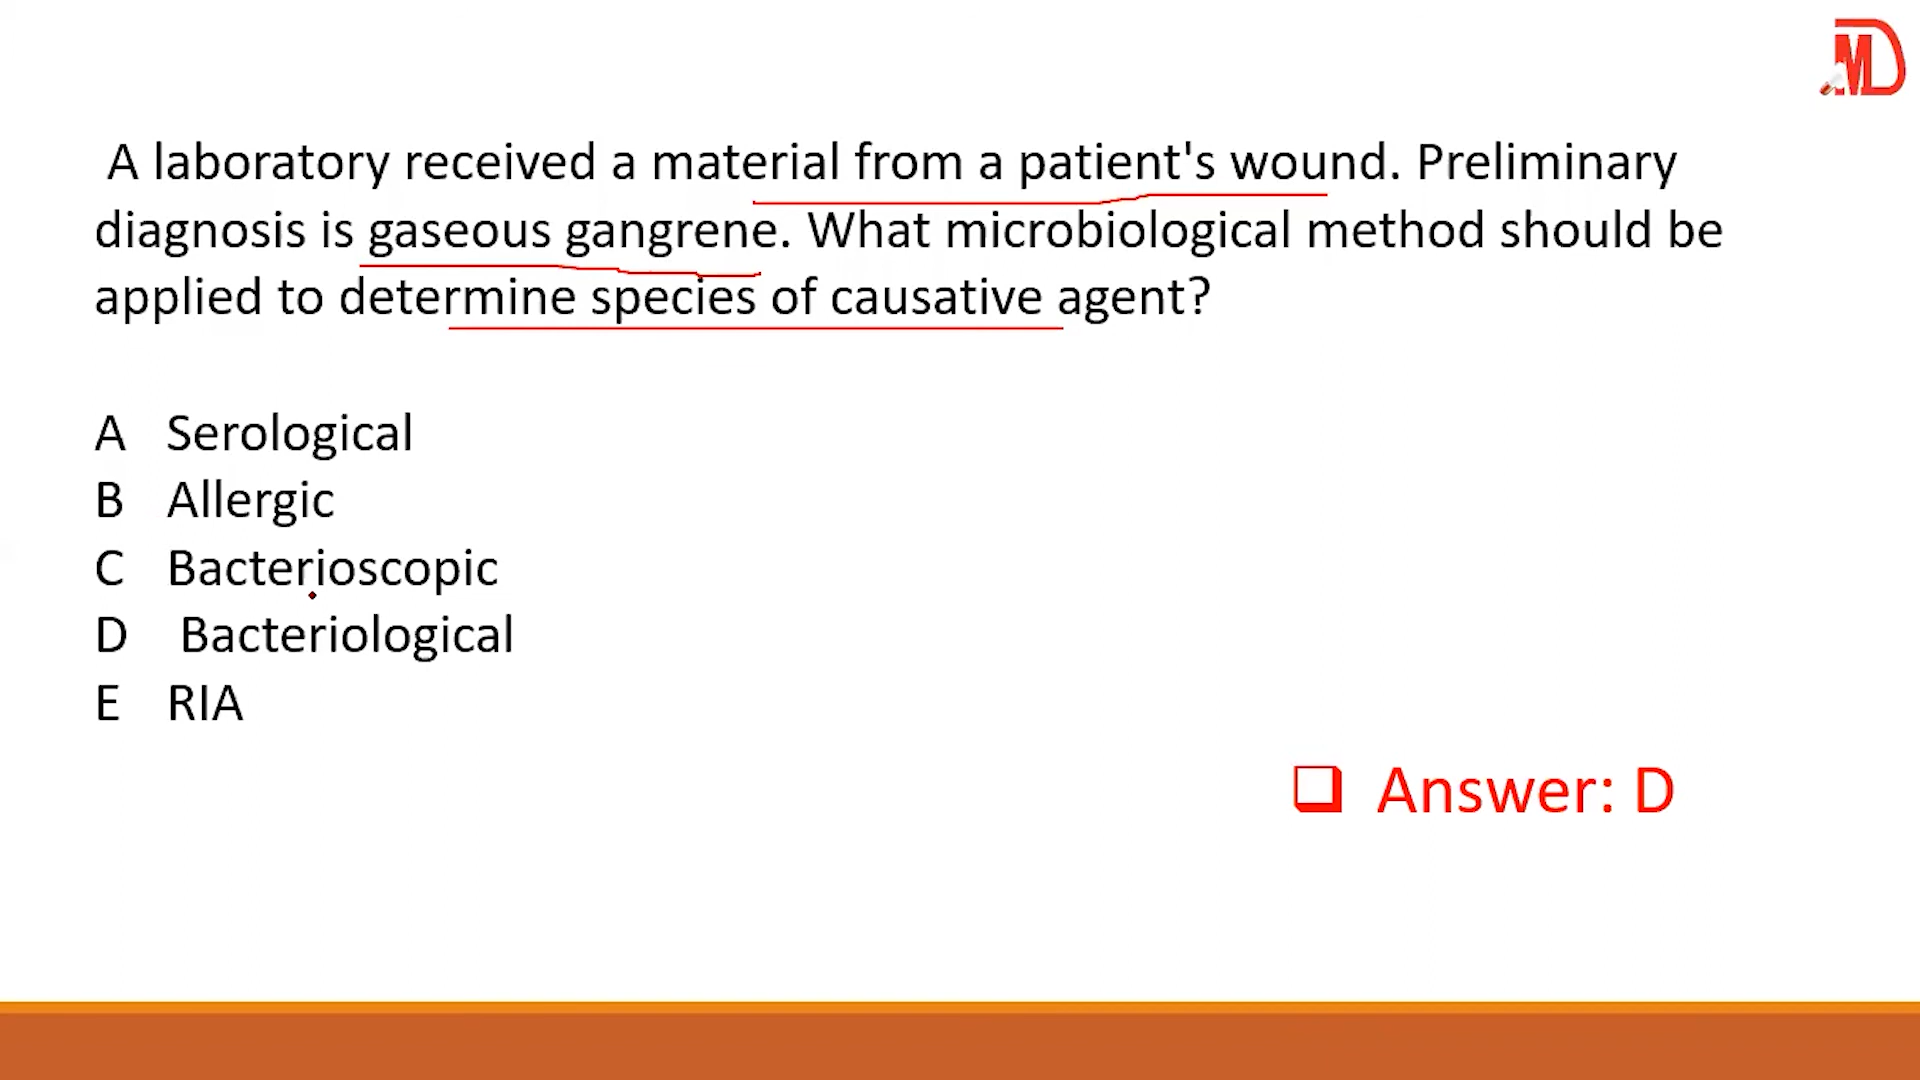 MD
A laboratory received a material from a patient's wound. Preliminary
diagnosis is gaseous gangrene. What microbiological method should be
applied to determine species of causative agent?
A Serological
B Allergic
C Bacterioscopic
D Bacteriological
E RIA
❑ Answer: D